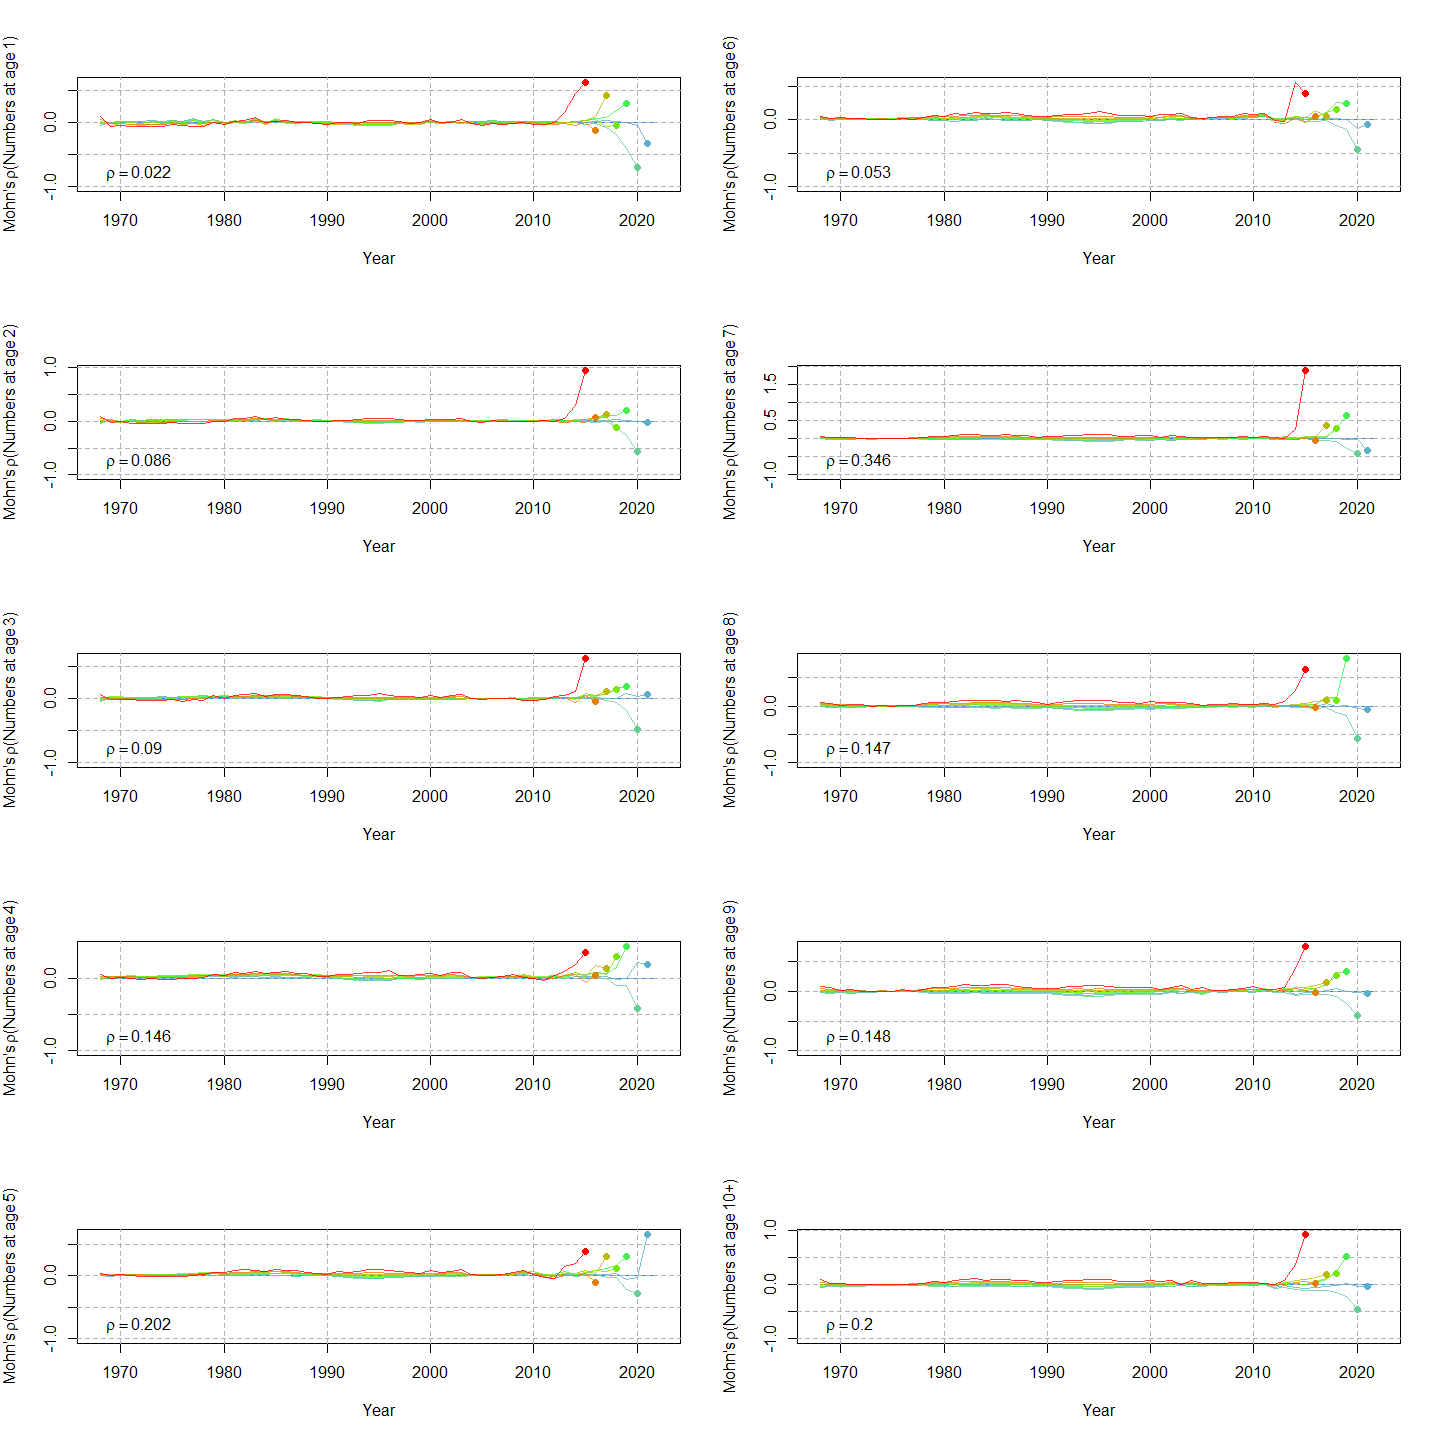 Mohn's ρ(Numbers at age 1)
0.0
-1.0
ρ = 0.022
1970 1980 1990 2000 2010 2020
Year
Mohn's ρ(Numbers at age 6)
0.0
-1.0
ρ = 0.053
1970 1980 1990 2000 2010 2020
Year
Mohn's ρ(Numbers at age 2)
1.0
0.0
-1.0
ρ = 0.086
1970 1980 1990 2000 2010 2020
Year
Mohn's ρ(Numbers at age 7)
1.5
0.5
-1.0
ρ = 0.346
1970 1980 1990 2000 2010 2020
Year
Mohn's ρ(Numbers at age 3)
0.0
-1.0
ρ = 0.09
1970 1980 1990 2000 2010 2020
Year
Mohn's ρ(Numbers at age 8)
0.0
-1.0
ρ = 0.147
1970 1980 1990 2000 2010 2020
Year
Mohn's ρ(Numbers at age 4)
0.0
-1.0
ρ = 0.146
1970 1980 1990 2000 2010 2020
Year
Mohn's ρ(Numbers at age 9)
0.0
-1.0
ρ = 0.148
1970 1980 1990 2000 2010 2020
Year
Mohn's ρ(Numbers at age 5)
0.0
-1.0
ρ = 0.202
1970 1980 1990 2000 2010 2020
Year
Mohn's ρ(Numbers at age 10+)
1.0
0.0
-1.0
ρ = 0.2
1970 1980 1990 2000 2010 2020
Year